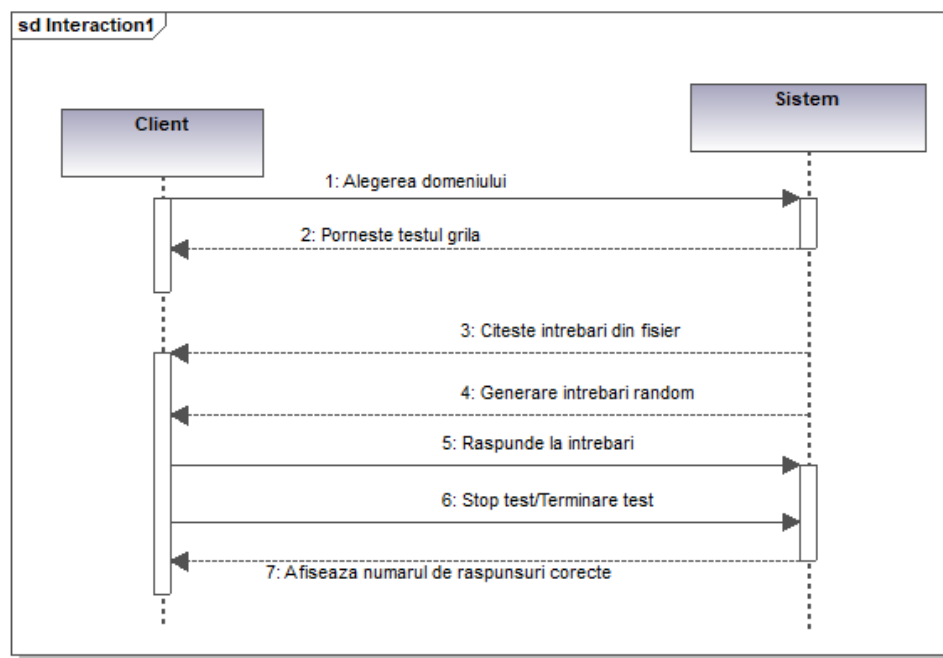 sd Interaction1
Client
Sistem
1: Alegerea domeniului
2: Porneste testul grila
3: Citeste intrebari din fisier
4: Generare intrebari random
5: Raspunde la intrebari
6: Stop test/Terminare test
7: Afiseaza numarul de raspunsuri corecte